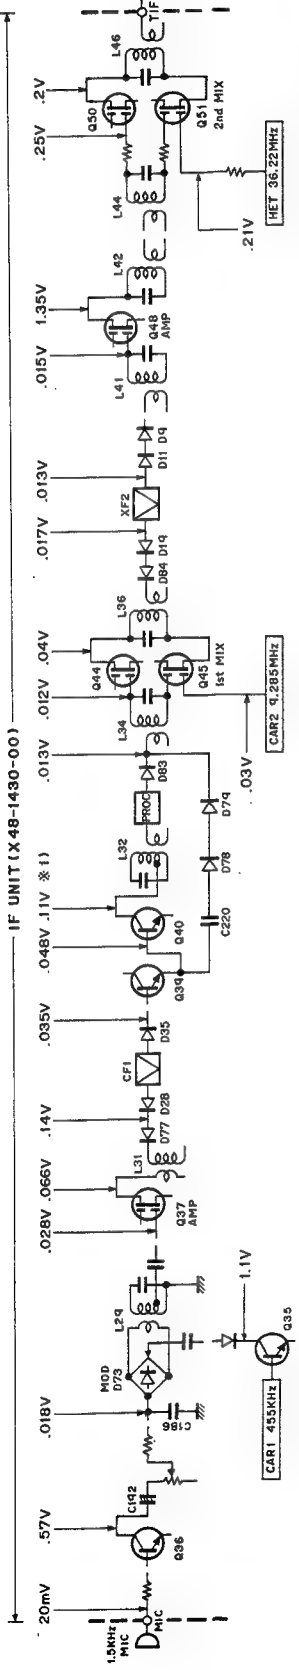 IF UNIT (X48-1430-00)
20mV
.57V
.018V
.028V
.066V
.14V
.035V
.048V
.11V ※1)
.013V
.012V
.04V
.017V
.013V
.015V
1.35V
.25V
.2V
1.5KHz
MIC
MIC
Q36
C192
C186
MOD
D73
L29
CAR1 455KHz
Q35
1.1V
Q37
AMP
L31
D77
D28
CF1
D35
Q39
Q40
L32
PROC
D83
C220
D78
D79
L34
Q44
Q45
1st MIX
L36
CAR2 9.285MHz
.03V
D84
D19
XF2
D11
D9
L41
Q48
AMP
L42
L44
Q50
Q51
2nd MIX
L46
TIF
.21V
HET 36.22MHz